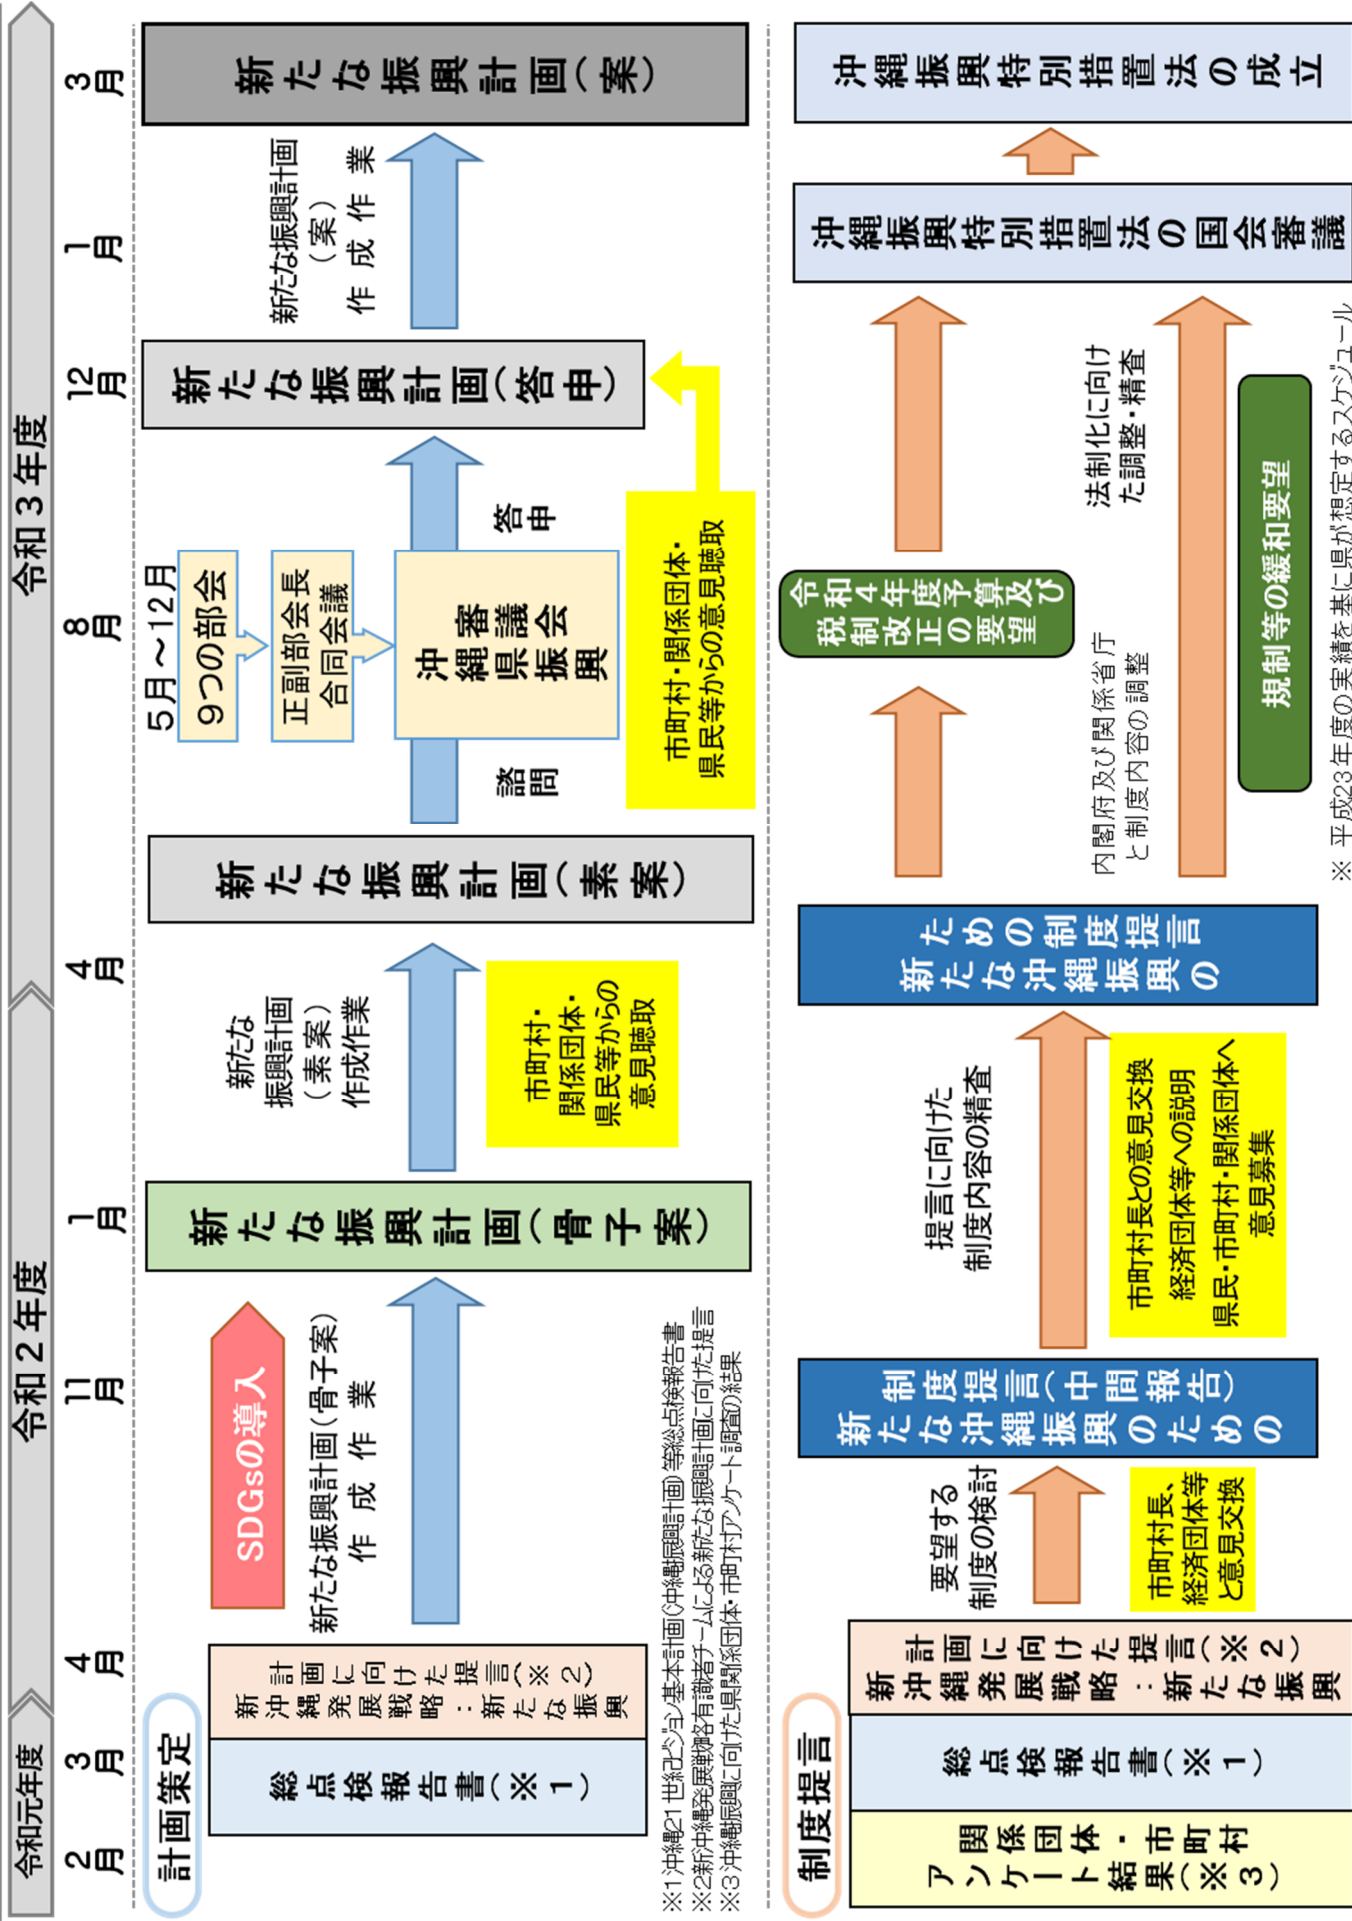 令和元年度
令和２年度
令和３年度
2月
3月
4月
11月
1月
4月
8月
12月
1月
3月
計画策定
総点検報告書(※１)
新沖縄発展戦略：新たな振興
計画に向けた提言(※２)
SDGsの導入
新たな振興計画(骨子案)
作成作業
新たな振興計画(骨子案)
新たな
振興計画
(素案)
作成作業
市町村・
関係団体・
県民等からの
意見聴取
新たな振興計画(素案)
諮問
５月～12月
９つの部会
正副部会長
合同会議
沖縄県振興
審議会
答申
市町村・関係団体・
県民等からの意見聴取
新たな振興計画(答申)
新たな振興計画
(案)
作成作業
新たな振興計画(案)
※1 沖縄21世紀ビジョン基本計画(沖縄振興計画)等総点検報告書
※2新沖縄発展戦略有識者チームによる新たな振興計画に向けた提言
※3 沖縄振興に向けた県関係団体・市町村アンケート調査の結果
制度提言
関係団体・市町村
アンケート結果(※３)
総点検報告書(※１)
新沖縄発展戦略：新たな振興
計画に向けた提言(※２)
要望する
制度の検討
市町村長、
経済団体等
と意見交換
新たな沖縄振興のための
制度提言(中間報告)
提言に向けた
制度内容の精査
市町村長との意見交換
経済団体等への説明
県民・市町村・関係団体へ
意見募集
新たな沖縄振興の
ための制度提言
内閣府及び関係省庁
と制度内容の調整
令和４年度予算及び
税制改正の要望
法制化に向け
た調整・精査
規制等の緩和要望
沖縄振興特別措置法の国会審議
沖縄振興特別措置法の成立
※ 平成23年度の実績を基に県が想定するスケジュール